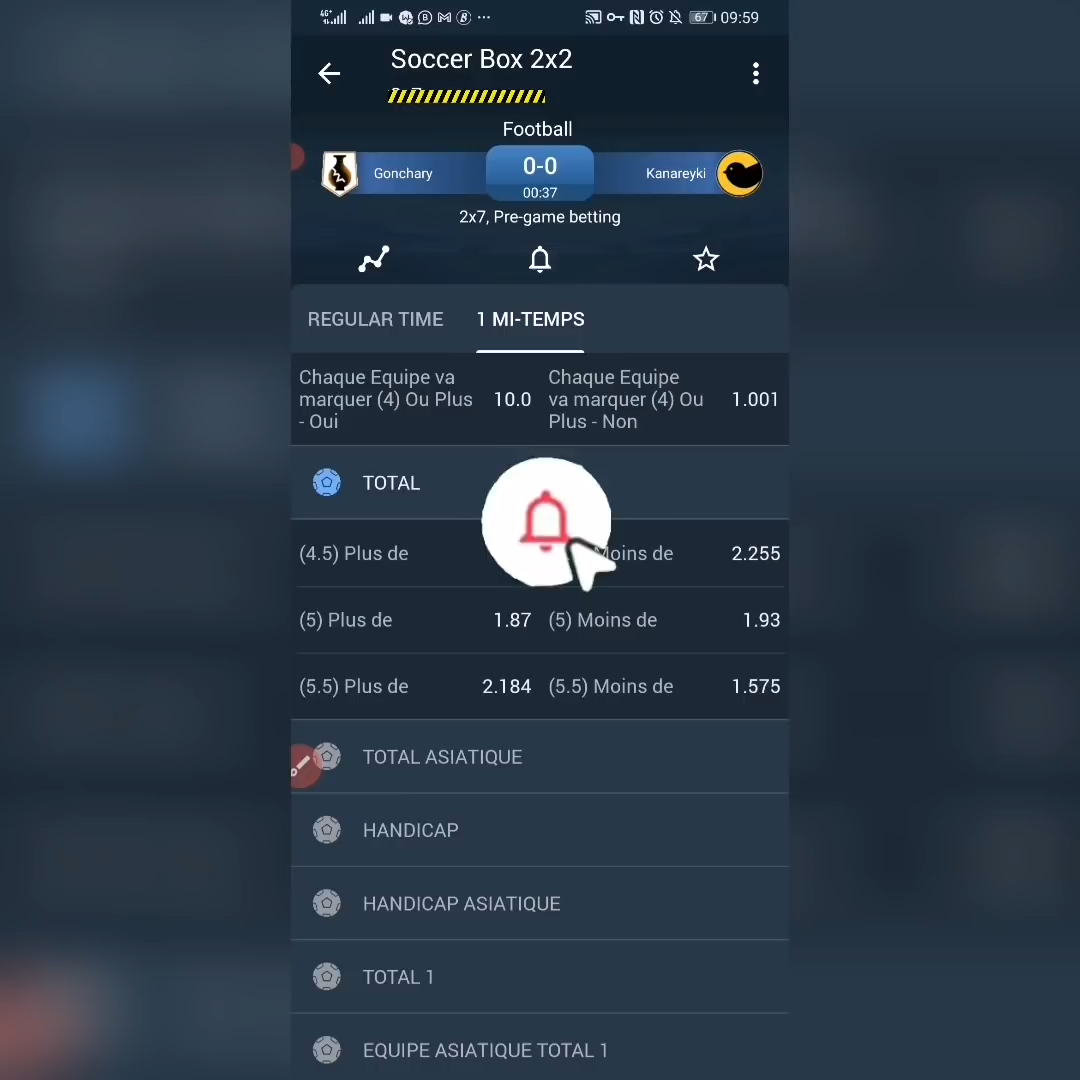 4G+ 67 09:59
Soccer Box 2x2
Football
Gonchary 0-0 Kanareyki
00:37
2x7, Pre-game betting
REGULAR TIME 1 MI-TEMPS
Chaque Equipe va marquer (4) Ou Plus - Oui 10.0
Chaque Equipe va marquer (4) Ou Plus - Non 1.001
TOTAL
(4.5) Plus de Moins de 2.255
(5) Plus de 1.87 (5) Moins de 1.93
(5.5) Plus de 2.184 (5.5) Moins de 1.575
TOTAL ASIATIQUE
HANDICAP
HANDICAP ASIATIQUE
TOTAL 1
EQUIPE ASIATIQUE TOTAL 1